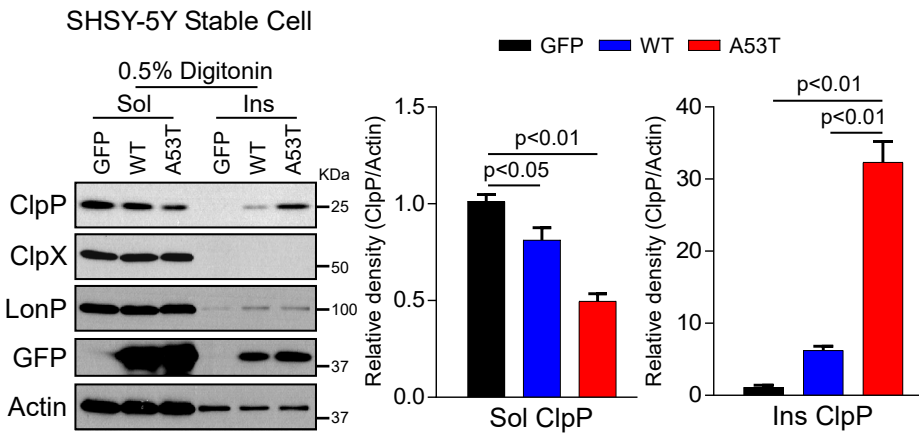 SHSY-5Y Stable Cell
0.5% Digitonin
Sol Ins
GFP WT A53T GFP WT A53T
KDa
ClpP 25
ClpX 50
LonP 100
GFP 37
Actin 37
GFP WT A53T
Relative density (ClpP/Actin)
1.5
1.0
0.5
0.0
p<0.01
p<0.05
Sol ClpP
Relative density (ClpP/Actin)
40
30
20
10
0
p<0.01
p<0.01
Ins ClpP